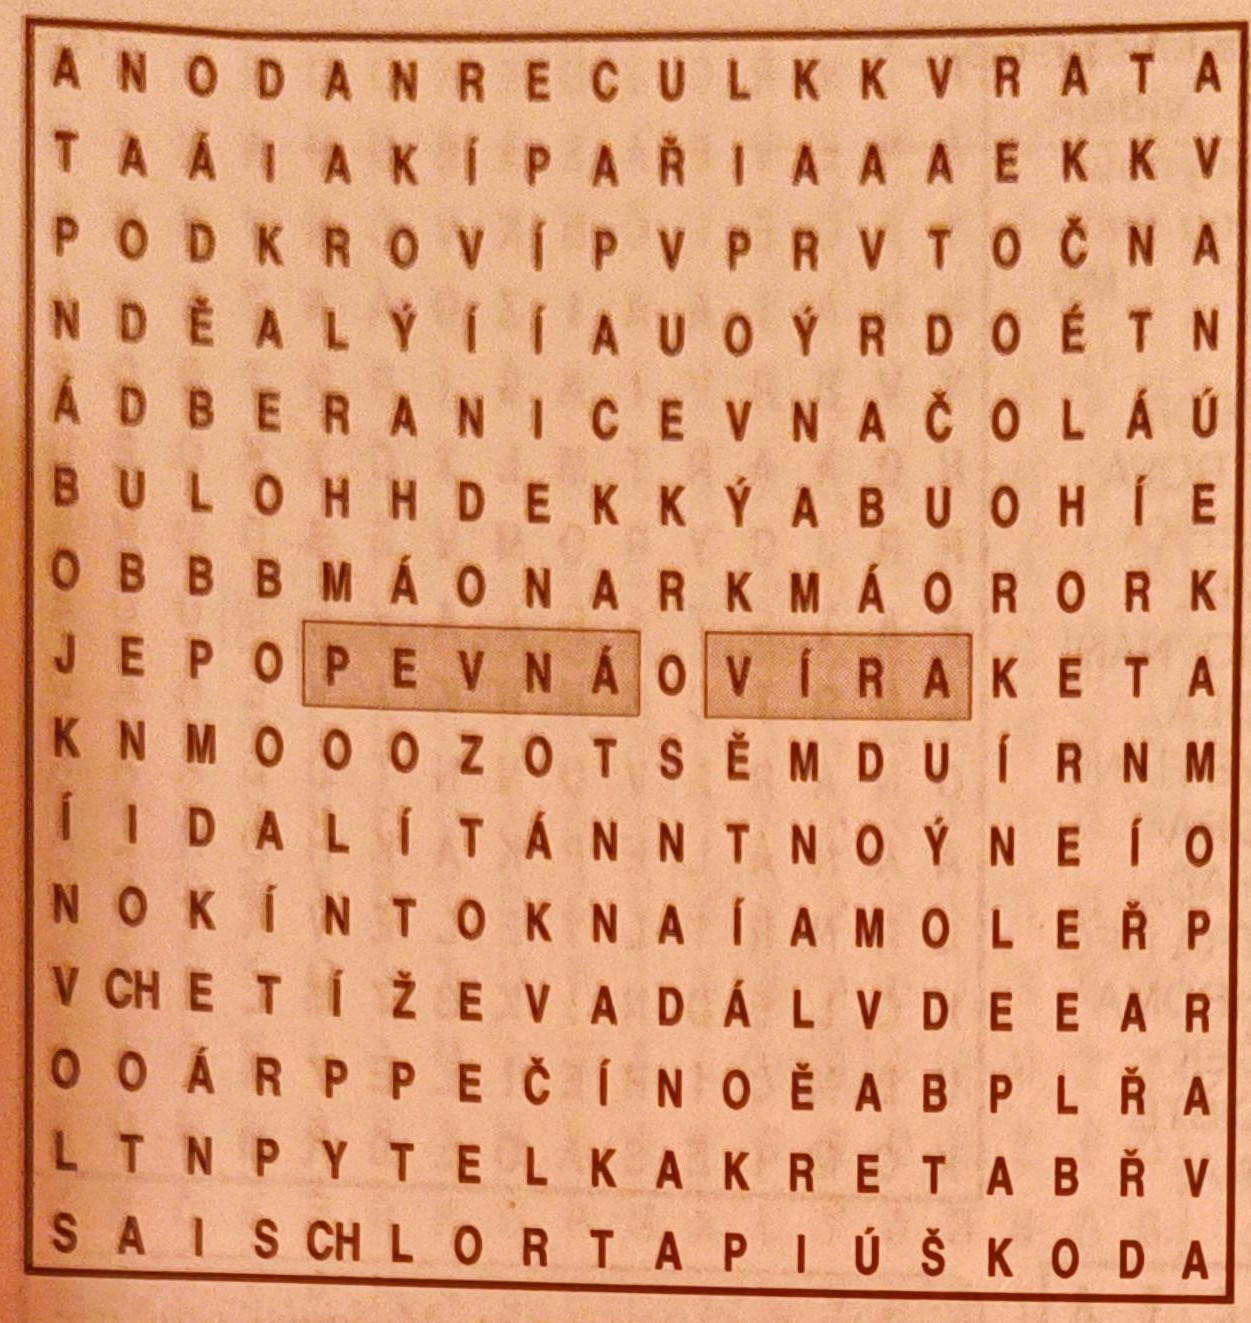 A N O D A N R E C U L K K V R A T A
T A Á I A K Í P A Ř I A A A E K K V
P O D K R O V Í P V P R V T O Č N A
N D Ě A L Ý Í Í A U O Ý R D O É T N
Á D B E R A N I C E V N A Č O L Á Ú
B U L O H H D E K K Ý A B U O H Í E
O B B B M Á O N A R K M Á O R O R K
J E P O P E V N Á O V Í R A K E T A
K N M O O O Z O T S Ě M D U Í R N M
Í I D A L Í T Á N N T N O Ý N E Í O
N O K Í N T O K N A Í A M O L E Ř P
V CH E T Í Ž E V A D Á L V D E E A R
O O Á R P P E Č Í N O Ě A B P L Ř A
L T N P Y T E L K A K R E T A B Ř V
S A I S CH L O R T A P I Ú Š K O D A